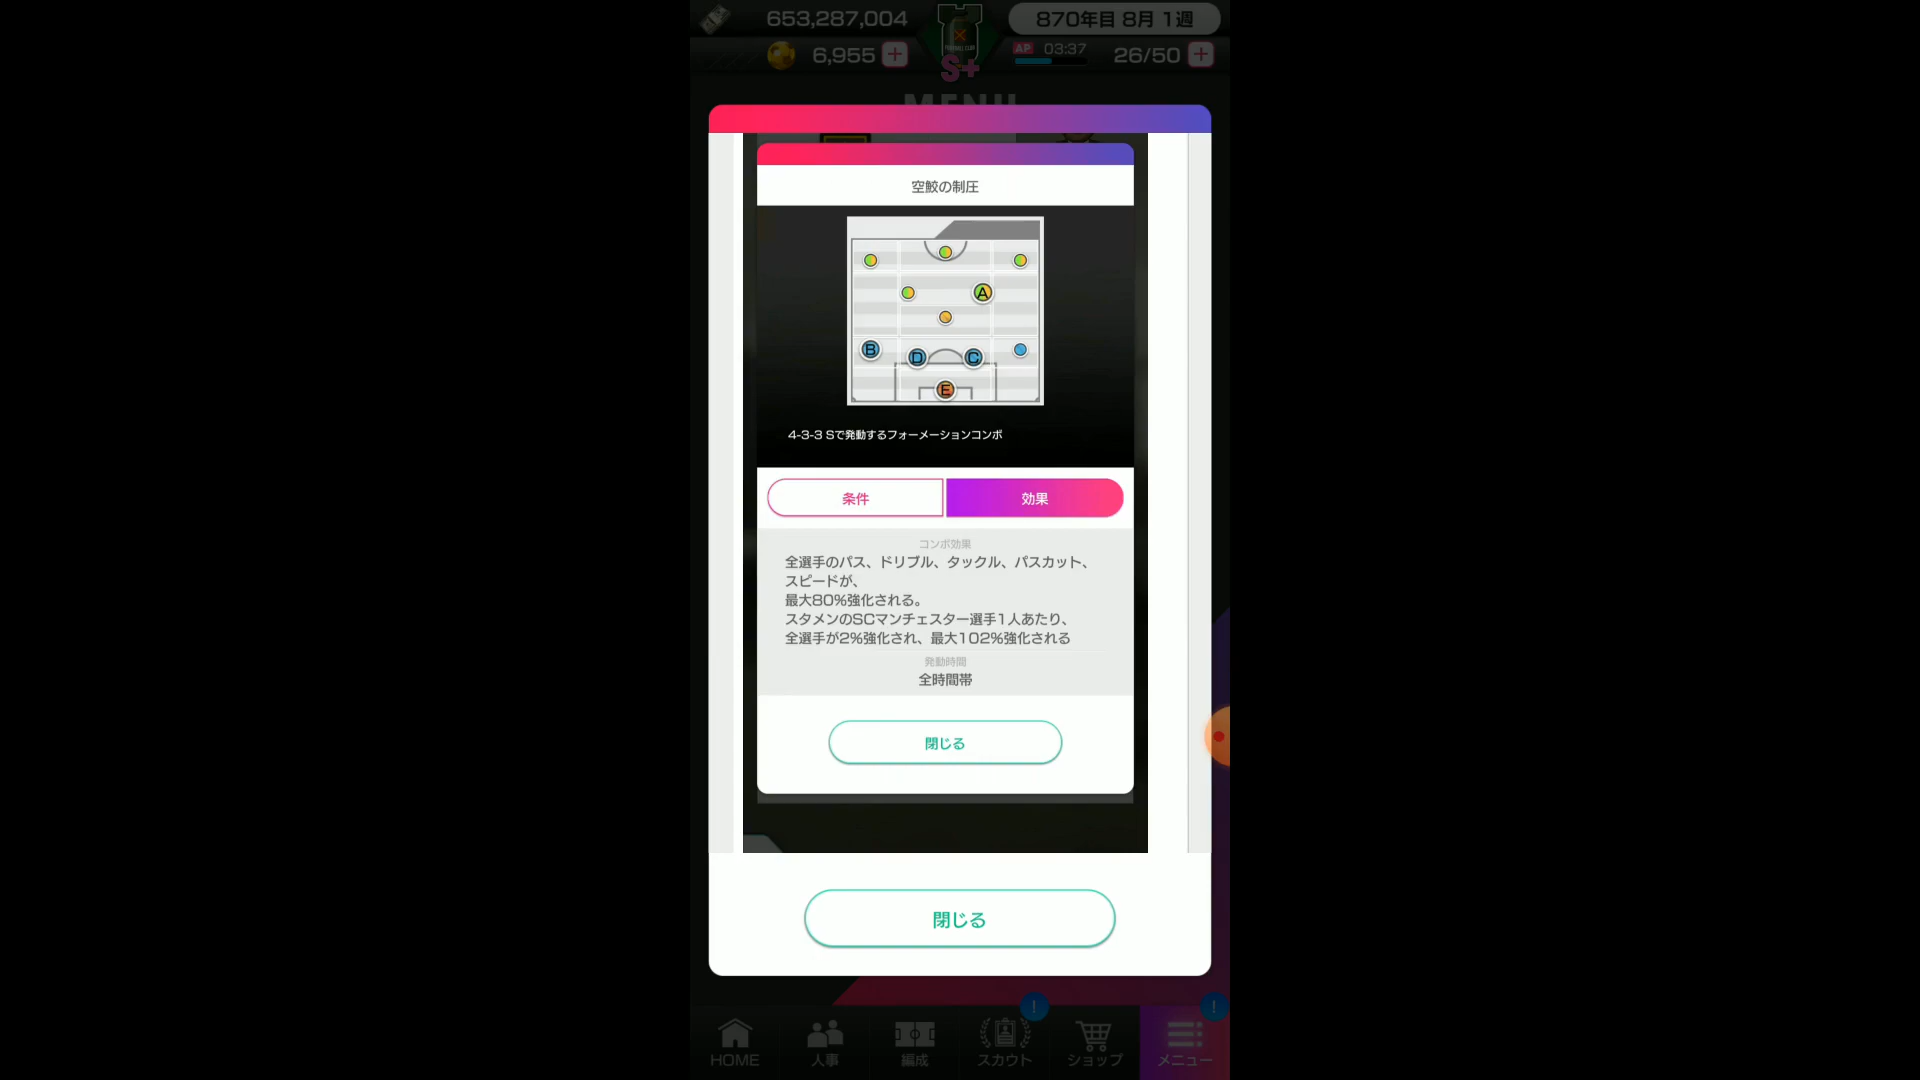 653,287,004
870年目 8月 1週
6,955
S+
AP 03:37
26/50
MENU
空鮫の制圧
A
B
D
C
E
4-3-3 Sで発動するフォーメーションコンボ
条件
効果
コンボ効果
全選手のパス、ドリブル、タックル、パスカット、
スピードが、
最大80%強化される。
スタメンのSCマンチェスター選手1人あたり、
全選手が2%強化され、最大102%強化される
発動時間
全時間帯
閉じる
閉じる
HOME
人事
編成
スカウト
ショップ
メニュー